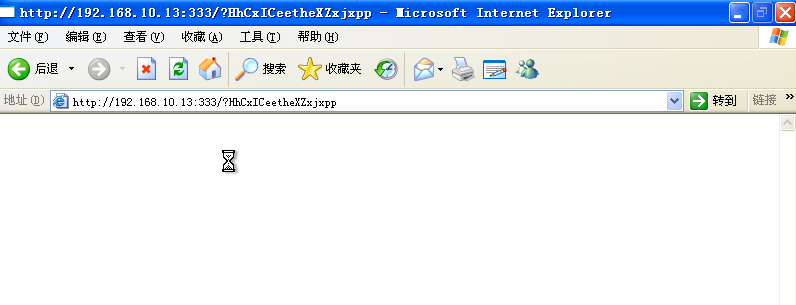 http://192.168.10.13:333/?HhCxICeetheXZxjxpp - Microsoft Internet Explorer
文件(F) 编辑(E) 查看(V) 收藏(A) 工具(T) 帮助(H)
后退 搜索 收藏夹
地址(D) http://192.168.10.13:333/?HhCxICeetheXZxjxpp 转到 链接 »